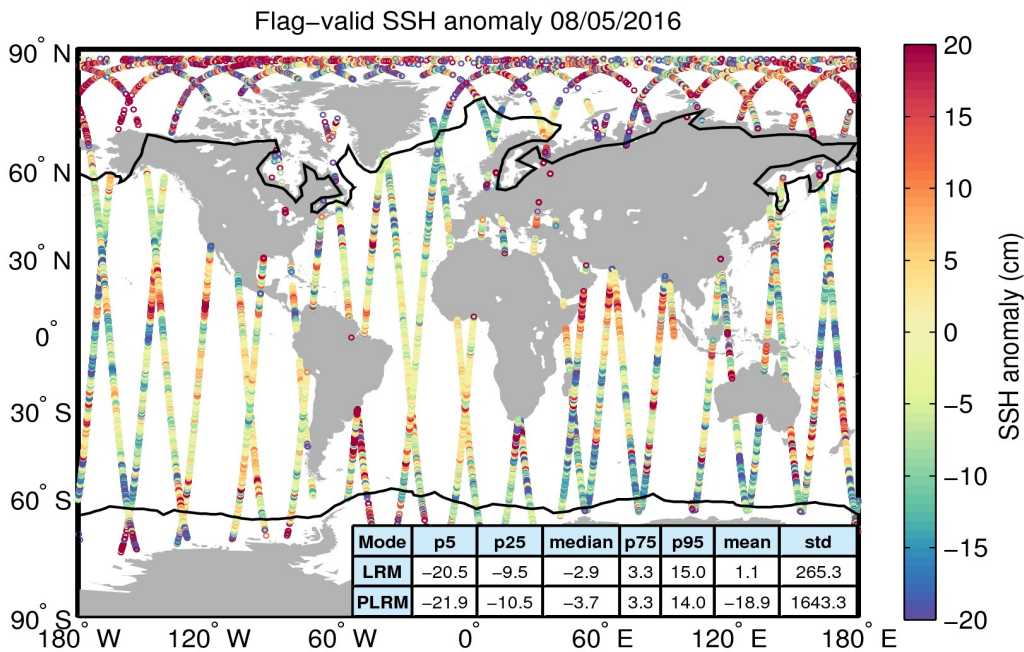 Flag−valid SSH anomaly 08/05/2016
90° N
60° N
30° N
0°
30° S
60° S
90° S
180° W 120° W 60° W 0° 60° E 120° E 180° E
Mode p5 p25 median p75 p95 mean std
LRM −20.5 −9.5 −2.9 3.3 15.0 1.1 265.3
PLRM −21.9 −10.5 −3.7 3.3 14.0 −18.9 1643.3
20
15
10
5
0
−5
−10
−15
−20
SSH anomaly (cm)